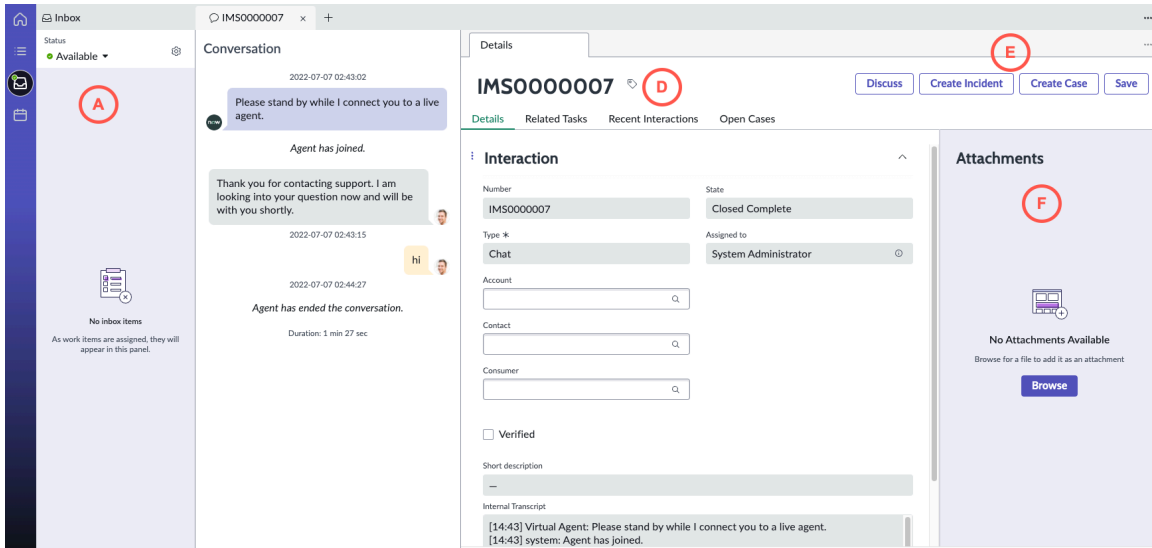 Inbox
IMS0000007 × +
Status
Available
A
No inbox items
As work items are assigned, they will
appear in this panel.
Conversation
2022-07-07 02:43:02
Please stand by while I connect you to a live
agent.
now
Agent has joined.
Thank you for contacting support. I am
looking into your question now and will be
with you shortly.
2022-07-07 02:43:15
hi
2022-07-07 02:44:27
Agent has ended the conversation.
Duration: 1 min 27 sec
Details
E
IMS0000007
D
Discuss
Create Incident
Create Case
Save
Details Related Tasks Recent Interactions Open Cases
Interaction
Number
IMS0000007
State
Closed Complete
Type *
Chat
Assigned to
System Administrator
Account
Contact
Consumer
Verified
Short description
—
Internal Transcript
[14:43] Virtual Agent: Please stand by while I connect you to a live agent.
[14:43] system: Agent has joined.
Attachments
F
No Attachments Available
Browse for a file to add it as an attachment
Browse